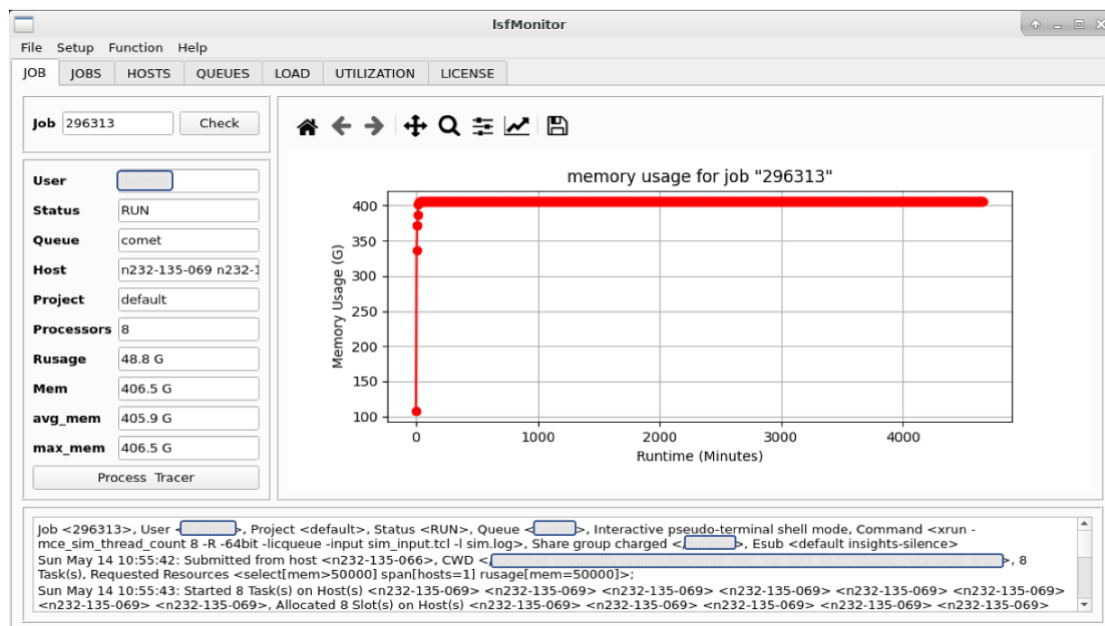 lsfMonitor
File Setup Function Help
JOB JOBS HOSTS QUEUES LOAD UTILIZATION LICENSE
Job 296313 Check
User
Status RUN
Queue comet
Host n232-135-069 n232-1
Project default
Processors 8
Rusage 48.8 G
Mem 406.5 G
avg_mem 405.9 G
max_mem 406.5 G
Process Tracer
memory usage for job "296313"
Memory Usage (G)
400
350
300
250
200
150
100
0 1000 2000 3000 4000
Runtime (Minutes)
Job <296313>, User < >, Project <default>, Status <RUN>, Queue < >, Interactive pseudo-terminal shell mode, Command <xrun -
mce_sim_thread_count 8 -R -64bit -licqueue -input sim_input.tcl -l sim.log>, Share group charged </ >, Esub <default insights-silence>
Sun May 14 10:55:42: Submitted from host <n232-135-066>, CWD < >, 8
Task(s), Requested Resources <select[mem>50000] span[hosts=1] rusage[mem=50000]>;
Sun May 14 10:55:43: Started 8 Task(s) on Host(s) <n232-135-069> <n232-135-069> <n232-135-069> <n232-135-069> <n232-135-069> <n232-135-069>
<n232-135-069> <n232-135-069>, Allocated 8 Slot(s) on Host(s) <n232-135-069> <n232-135-069> <n232-135-069> <n232-135-069>